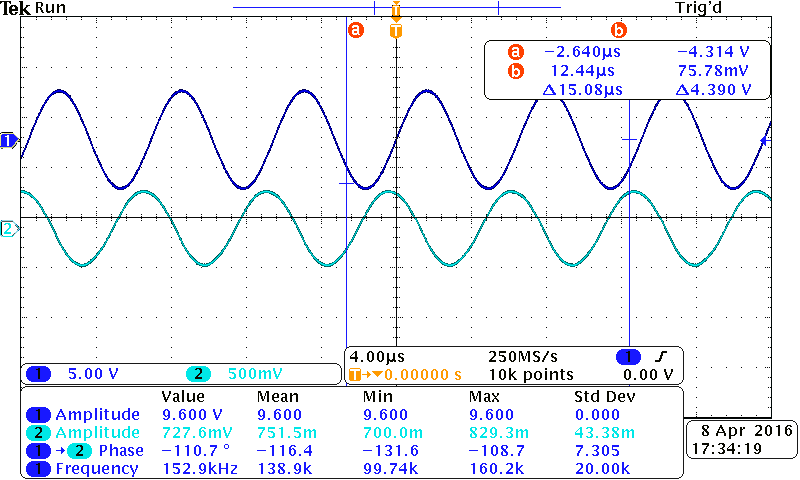 Tek Run Trig'd
T
a b
T
a −2.640µs −4.314 V
b 12.44µs 75.78mV
Δ15.08µs Δ4.390 V
1
2
1 5.00 V 2 500mV
4.00µs 250MS/s 1
T→▼0.00000 s 10k points 0.00 V
Value Mean Min Max Std Dev
1 Amplitude 9.600 V 9.600 9.600 9.600 0.000
2 Amplitude 727.6mV 751.5m 700.0m 829.3m 43.38m
1 → 2 Phase −110.7 ° −116.4 −131.6 −108.7 7.305
1 Frequency 152.9kHz 138.9k 99.74k 160.2k 20.00k
8 Apr 2016
17:34:19